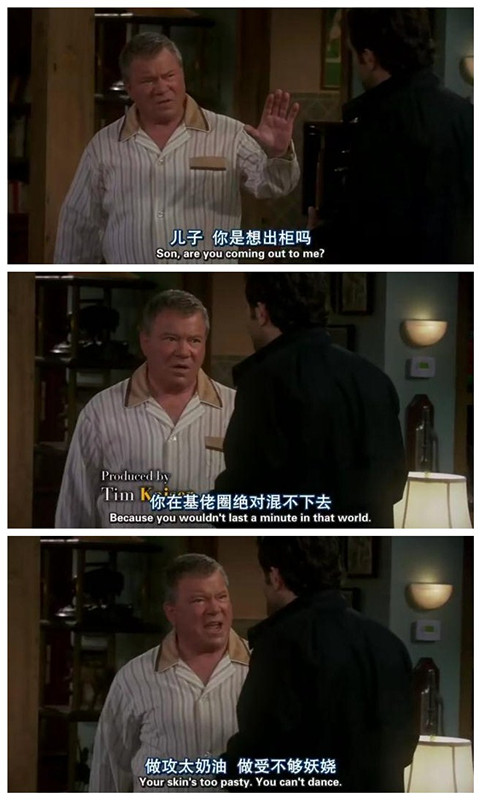 儿子 你是想出柜吗
Son, are you coming out to me?
Produced by
Tim
你在基佬圈绝对混不下去
Because you wouldn't last a minute in that world.
做攻太奶油 做受不够妖娆
Your skin's too pasty. You can't dance.